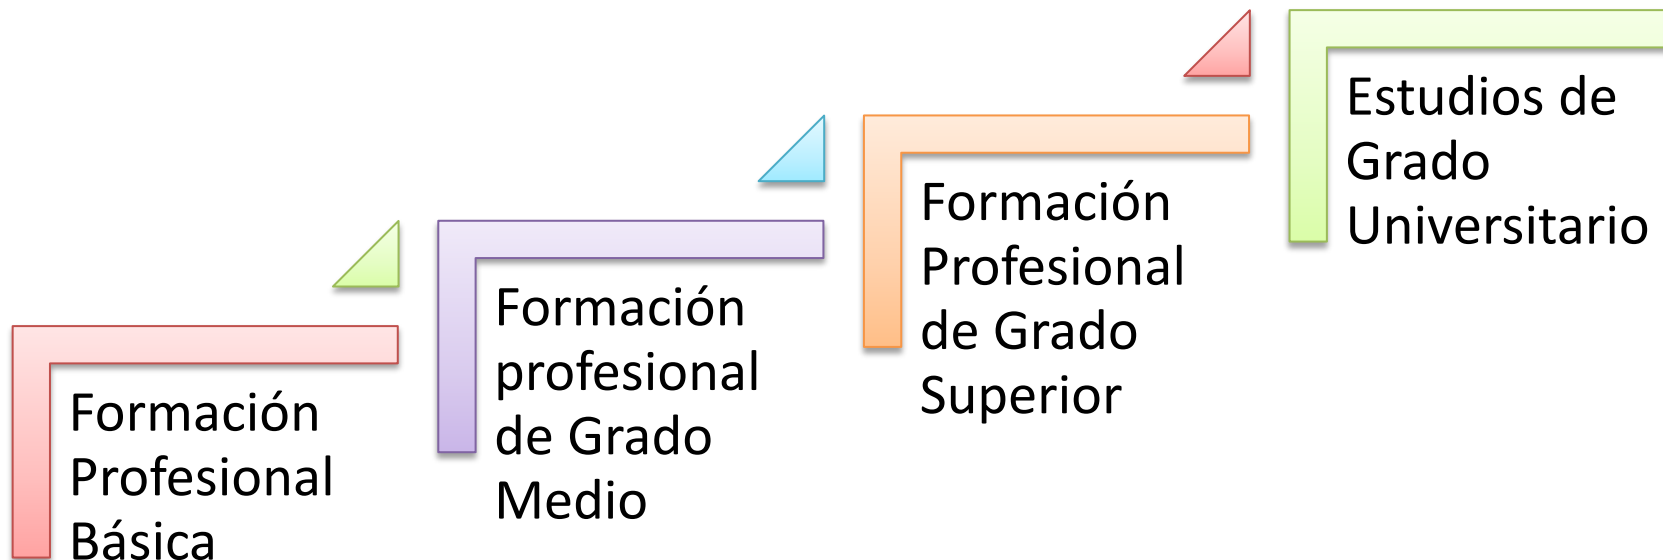 Formación
Profesional
Básica
Formación
profesional
de Grado
Medio
Formación
Profesional
de Grado
Superior
Estudios de
Grado
Universitario